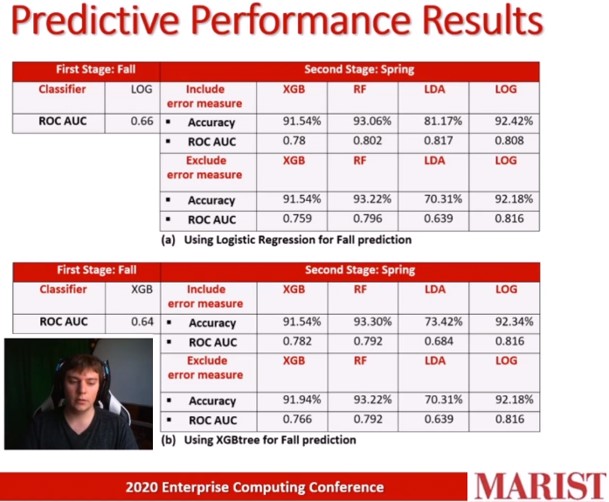 Predictive Performance Results
First Stage: Fall Second Stage: Spring
Classifier LOG Include error measure XGB RF LDA LOG
ROC AUC 0.66 ▪ Accuracy 91.54% 93.06% 81.17% 92.42%
▪ ROC AUC 0.78 0.802 0.817 0.808
Exclude error measure XGB RF LDA LOG
▪ Accuracy 91.54% 93.22% 70.31% 92.18%
▪ ROC AUC 0.759 0.796 0.639 0.816
(a) Using Logistic Regression for Fall prediction
First Stage: Fall Second Stage: Spring
Classifier XGB Include error measure XGB RF LDA LOG
ROC AUC 0.64 ▪ Accuracy 91.54% 93.30% 73.42% 92.34%
▪ ROC AUC 0.782 0.792 0.684 0.816
Exclude error measure XGB RF LDA LOG
▪ Accuracy 91.94% 93.22% 70.31% 92.18%
▪ ROC AUC 0.766 0.792 0.639 0.816
(b) Using XGBtree for Fall prediction
2020 Enterprise Computing Conference
MARIST